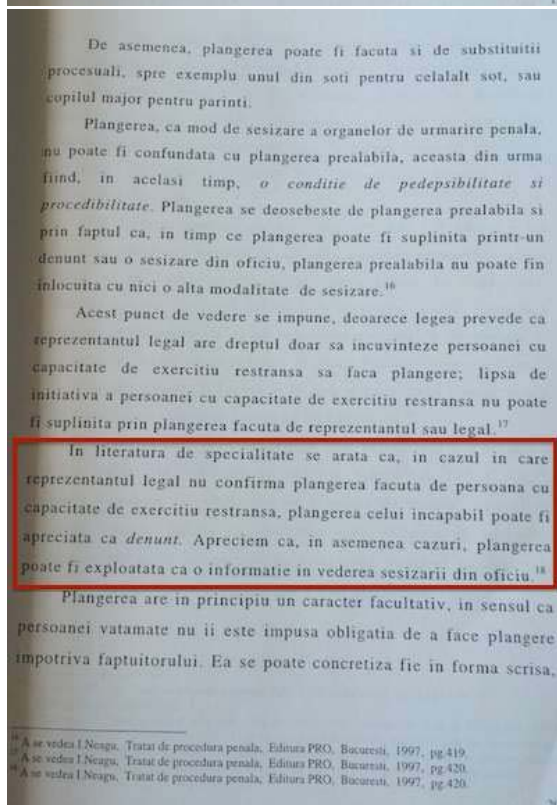 De asemenea, plangerea poate fi facuta si de substituitii
procesuali, spre exemplu unul din soti pentru celalalt sot, sau
copilul major pentru parinti.
Plangerea, ca mod de sesizare a organelor de urmarire penala,
nu poate fi confundata cu plangerea prealabila, aceasta din urma
fiind, in acelasi timp, o conditie de pedepsibilitate si
procedibilitate. Plangerea se deosebeste de plangerea prealabila si
prin faptul ca, in timp ce plangerea poate fi suplinita printr-un
denunt sau o sesizare din oficiu, plangerea prealabila nu poate fin
inlocuita cu nici o alta modalitate de sesizare.16
Acest punct de vedere se impune, deoarece legea prevede ca
reprezentantul legal are dreptul doar sa incuvinteze persoanei cu
capacitate de exercitiu restransa sa faca plangere; lipsa de
initiativa a persoanei cu capacitate de exercitiu restransa nu poate
fi suplinita prin plangerea facuta de reprezentantul sau legal.17
In literatura de specialitate se arata ca, in cazul in care
reprezentantul legal nu confirma plangerea facuta de persoana cu
capacitate de exercitiu restransa, plangerea celui incapabil poate fi
apreciata ca denunt. Apreciem ca, in asemenea cazuri, plangerea
poate fi exploatata ca o informatie in vederea sesizarii din oficiu.18
Plangerea are in principiu un caracter facultativ, in sensul ca
persoanei vatamate nu ii este impusa obligatia de a face plangere
impotriva faptuitorului. Ea se poate concretiza fie in forma scrisa,
16 A se vedea I.Neagu, Tratat de procedura penala, Editura PRO, Bucuresti, 1997, pg.419.
17 A se vedea I.Neagu, Tratat de procedura penala, Editura PRO, Bucuresti, 1997, pg.420.
18 A se vedea I.Neagu, Tratat de procedura penala, Editura PRO, Bucuresti, 1997, pg.420.